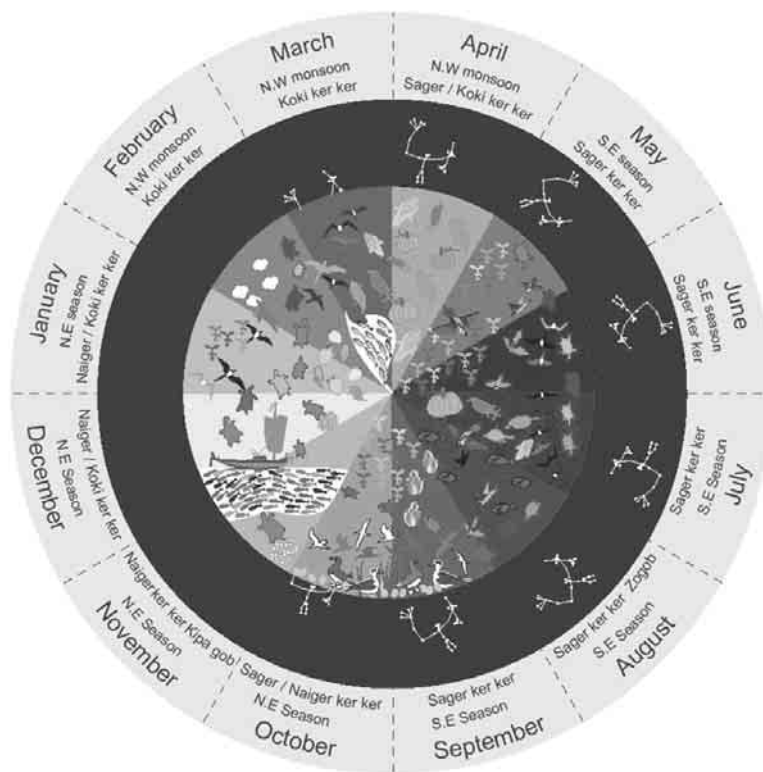 March
N.W monsoon
Koki ker ker
April
N.W monsoon
Sager / Koki ker ker
May
S.E season
Sager ker ker
June
S.E season
Sager ker ker
July
S.E Season
Sager ker ker
August
S.E Season
Sager ker ker Zogob
Sager ker ker
S.E Season
September
Sager / Naiger ker ker
N.E Season
October
Naigerker ker Kipa gob
N.E Season
November
Naiger / Koki ker ker
N.E Season
December
January
N.E season
Naiger / Koki ker ker
February
N.W monsoon
Koki ker ker